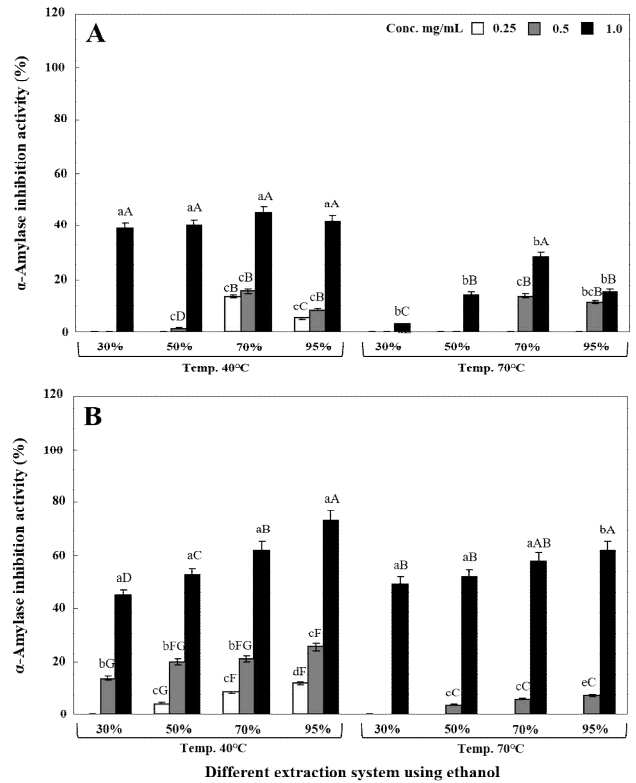 A
Conc. mg/mL 0.25 0.5 1.0
α-Amylase inhibition activity (%)
120
100
80
60
40
20
0
aA
cD
aA
cB
cB
aA
cC
cB
aA
bC
bB
cB
bA
bcB
bB
30% 50% 70% 95% 30% 50% 70% 95%
Temp. 40°C Temp. 70°C
B
α-Amylase inhibition activity (%)
120
100
80
60
40
20
0
bG
aD
cG
bFG
aC
cF
bFG
aB
dF
cF
aA
aB
cC
aB
cC
aAB
eC
bA
30% 50% 70% 95% 30% 50% 70% 95%
Temp. 40°C Temp. 70°C
Different extraction system using ethanol